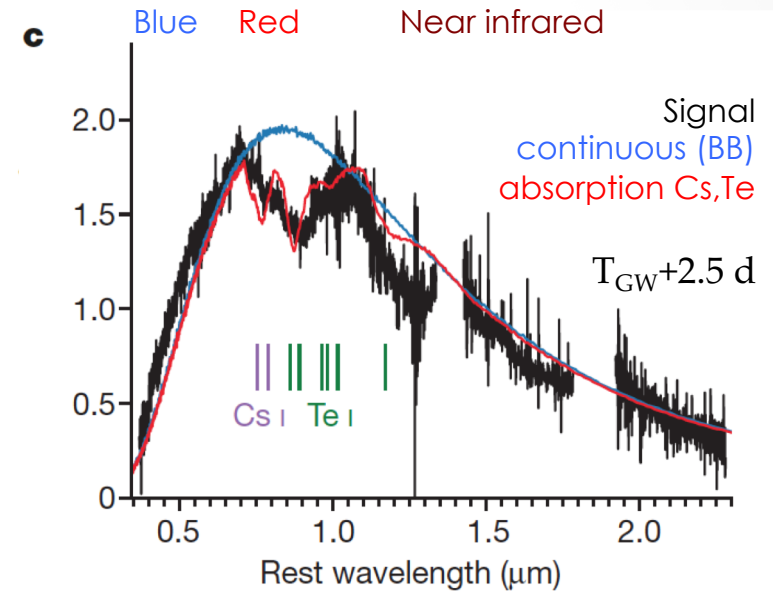 c
Blue Red Near infrared
Signal
continuous (BB)
absorption Cs,Te
T_GW+2.5 d
2.0
1.5
1.0
0.5
0
Cs I Te I
0.5 1.0 1.5 2.0
Rest wavelength (μm)